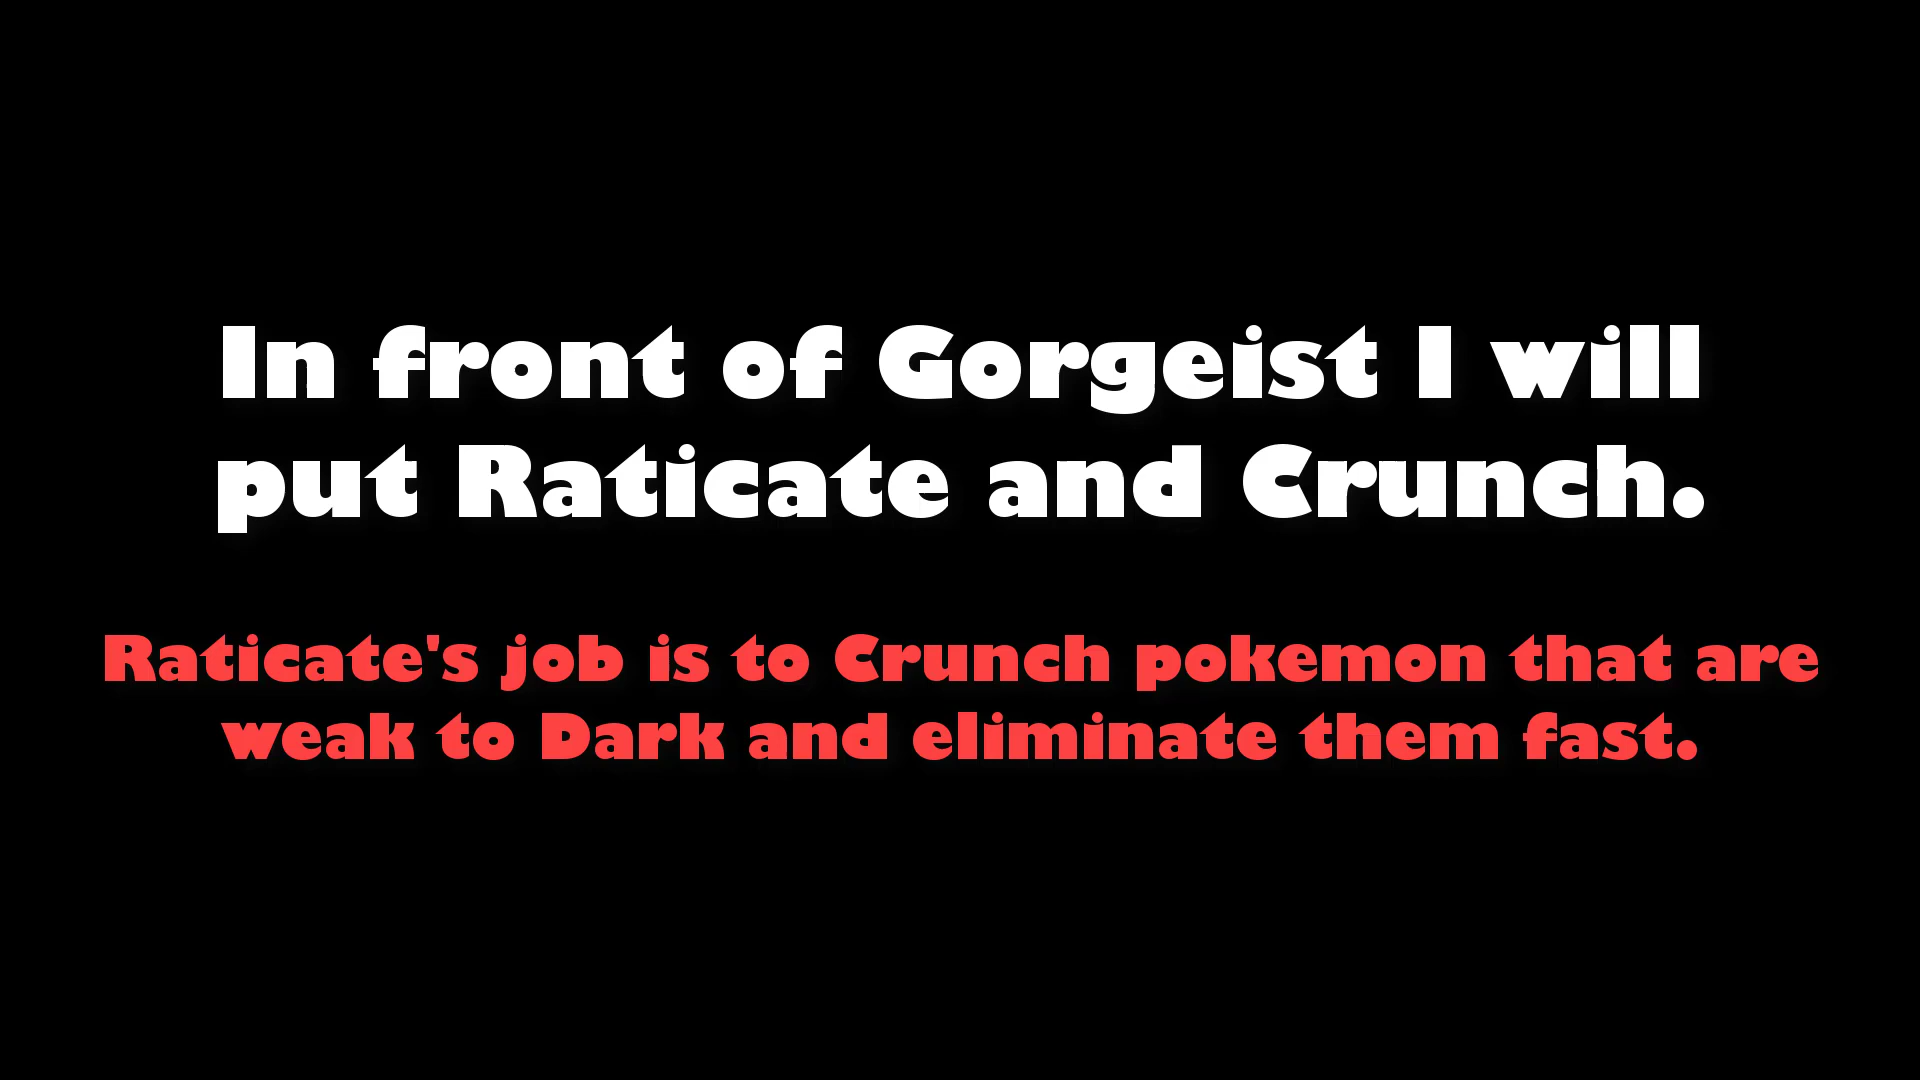 In front of Gorgeist I will
put Raticate and Crunch.
Raticate's job is to Crunch pokemon that are
weak to Dark and eliminate them fast.